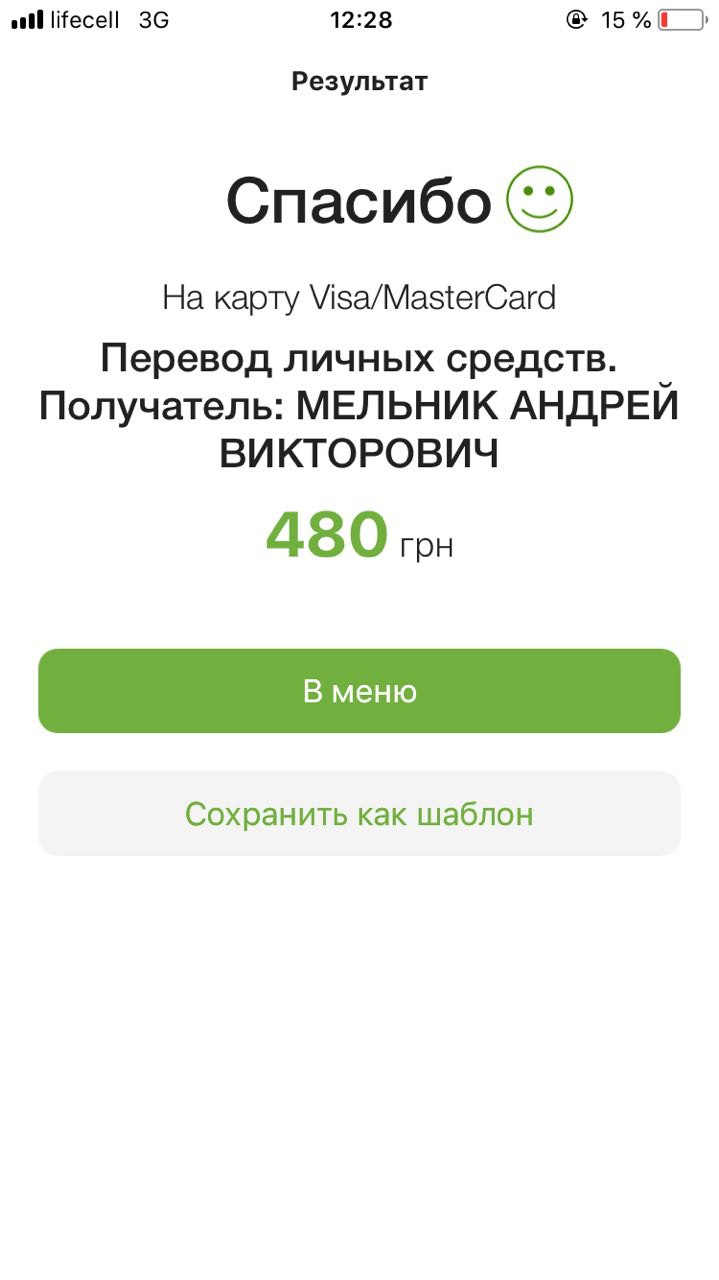 lifecell 3G 12:28 15 %
Результат
Спасибо
На карту Visa/MasterCard
Перевод личных средств.
Получатель: МЕЛЬНИК АНДРЕЙ
ВИКТОРОВИЧ
480 грн
В меню
Сохранить как шаблон